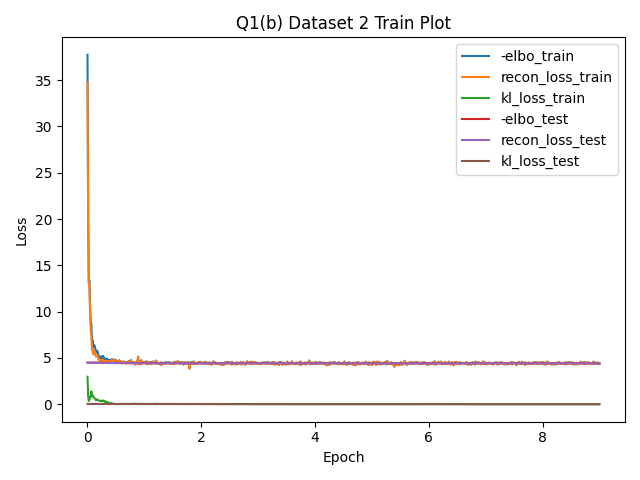 Q1(b) Dataset 2 Train Plot
-elbo_train
recon_loss_train
kl_loss_train
-elbo_test
recon_loss_test
kl_loss_test
Loss
35
30
25
20
15
10
5
0
0 2 4 6 8
Epoch